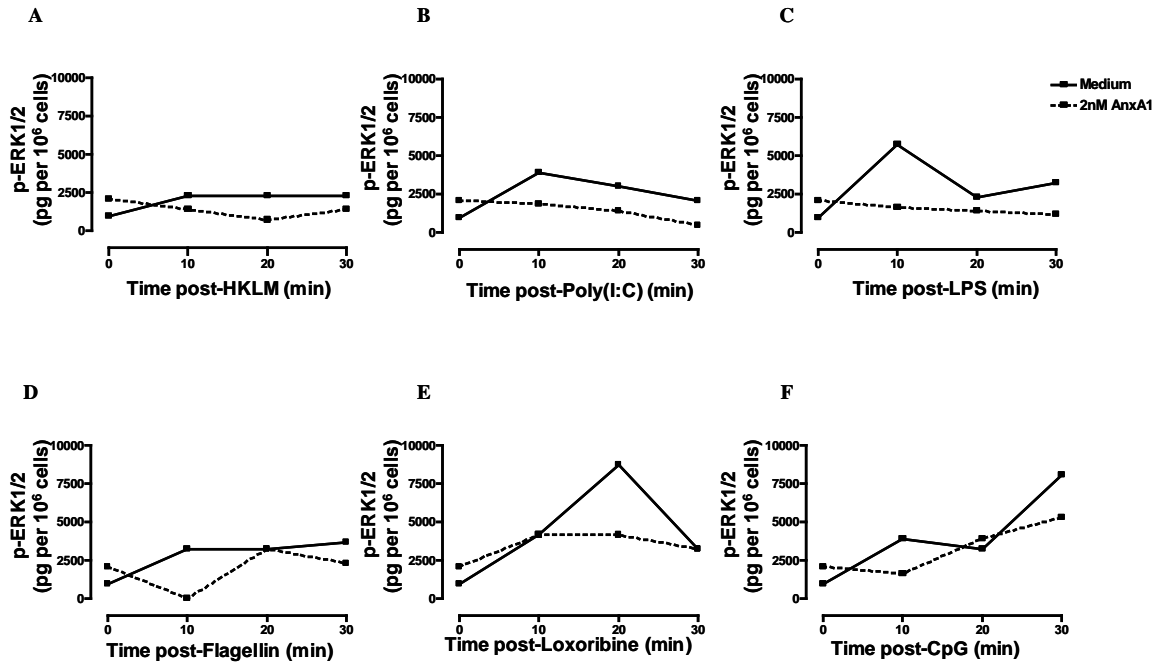 A
B
C
p-ERK1/2
(pg per 10⁶ cells)
10000
7500
5000
2500
0
0 10 20 30
Time post-HKLM (min)
p-ERK1/2
(pg per 10⁶ cells)
10000
7500
5000
2500
0
0 10 20 30
Time post-Poly(I:C) (min)
p-ERK1/2
(pg per 10⁶ cells)
10000
7500
5000
2500
0
0 10 20 30
Time post-LPS (min)
Medium
2nM AnxA1
D
E
F
p-ERK1/2
(pg per 10⁶ cells)
10000
7500
5000
2500
0
0 10 20 30
Time post-Flagellin (min)
p-ERK1/2
(pg per 10⁶ cells)
10000
7500
5000
2500
0
0 10 20 30
Time post-Loxoribine (min)
p-ERK1/2
(pg per 10⁶ cells)
10000
7500
5000
2500
0
0 10 20 30
Time post-CpG (min)